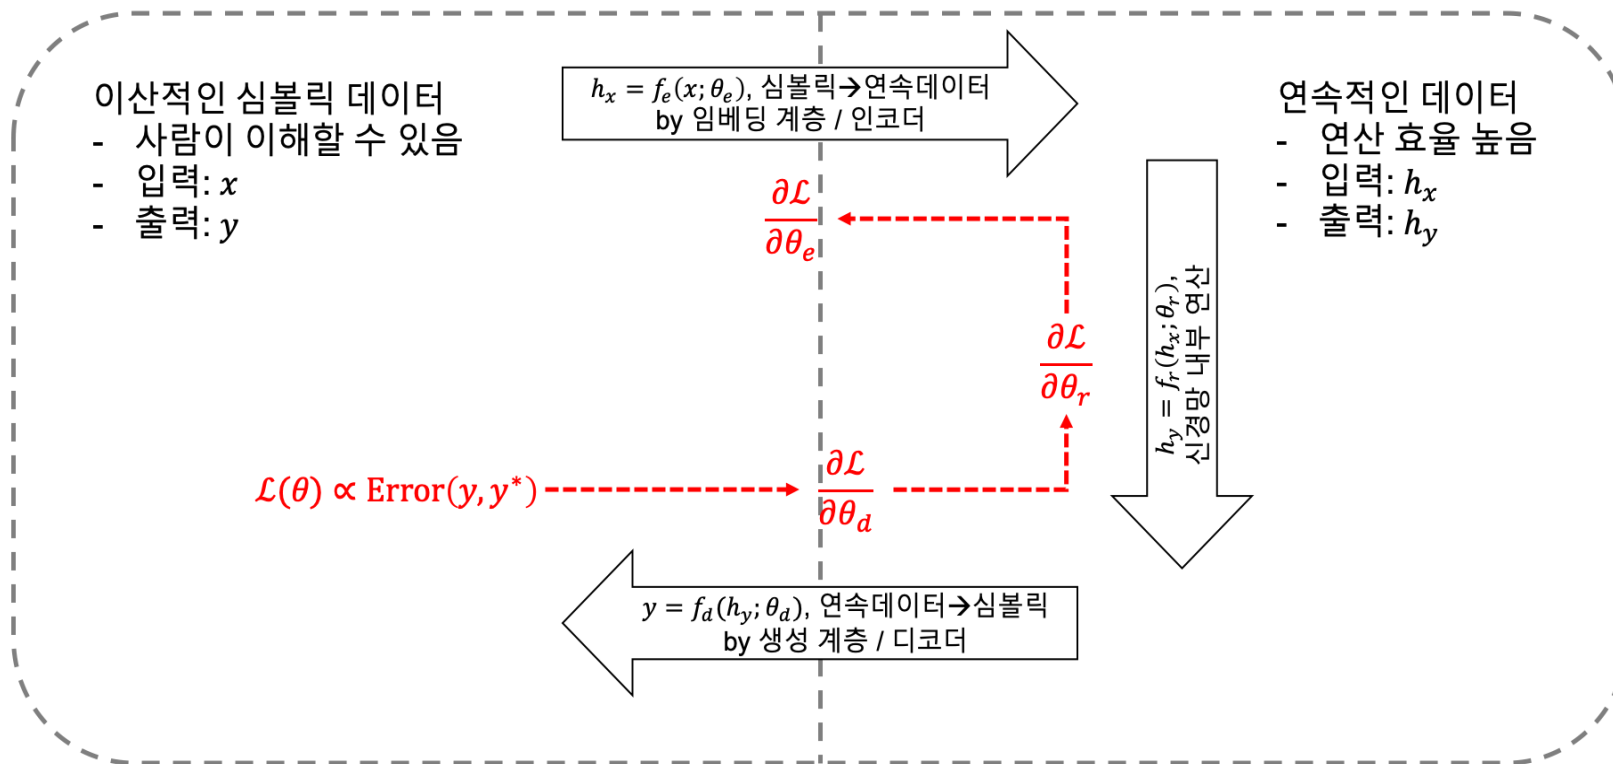 이산적인 심볼릭 데이터
- 사람이 이해할 수 있음
- 입력: x
- 출력: y
h_x = f_e(x; θ_e), 심볼릭→연속데이터
by 임베딩 계층 / 인코더
연속적인 데이터
- 연산 효율 높음
- 입력: h_x
- 출력: h_y
∂ℒ/∂θ_e
h_y = f_r(h_x; θ_r),
신경망 내부 연산
∂ℒ/∂θ_r
ℒ(θ) ∝ Error(y, y*)
∂ℒ/∂θ_d
y = f_d(h_y; θ_d), 연속데이터→심볼릭
by 생성 계층 / 디코더